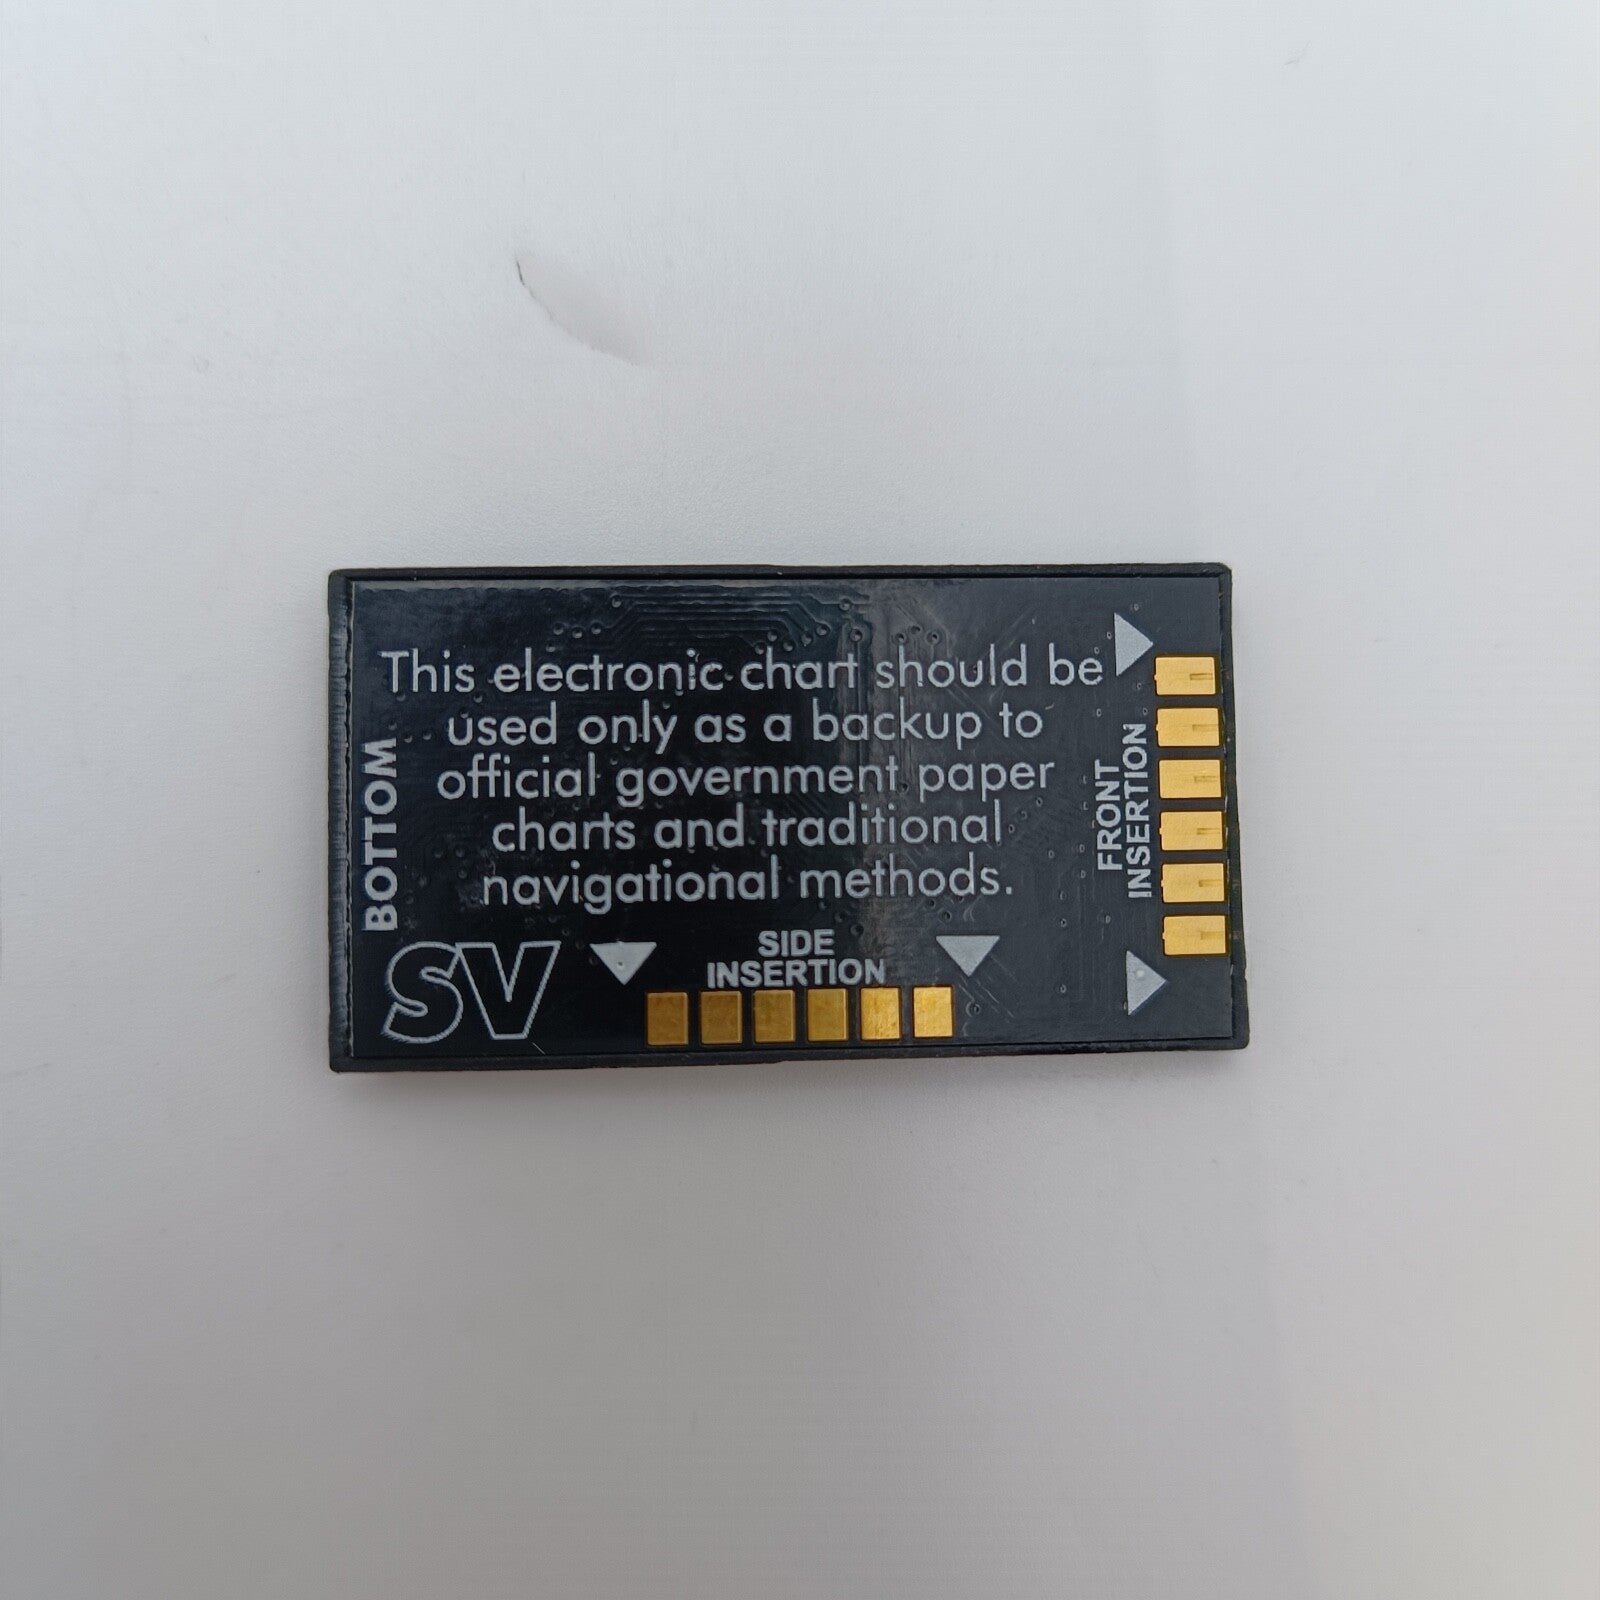 This electronic chart should be
used only as a backup to
official government paper
charts and traditional
navigational methods.
BOTTOM
FRONT
INSERTION
SV
SIDE
INSERTION